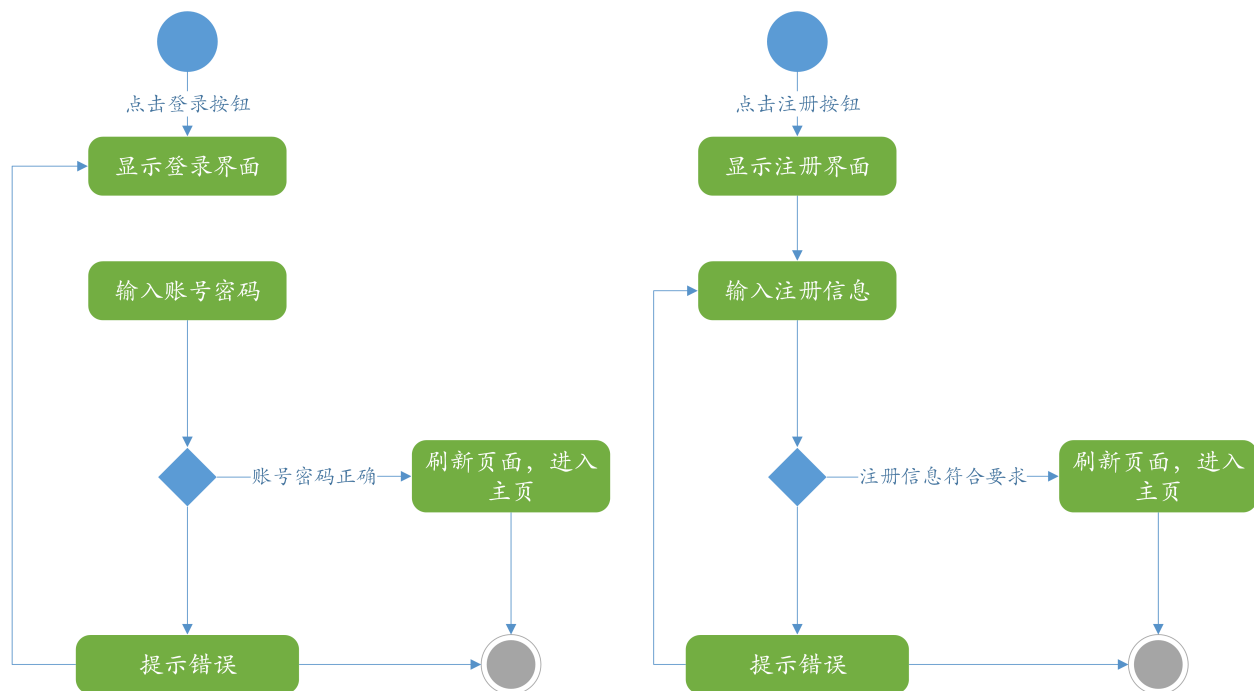 点击登录按钮
显示登录界面
输入账号密码
账号密码正确
刷新页面，进入
主页
提示错误
点击注册按钮
显示注册界面
输入注册信息
注册信息符合要求
刷新页面，进入
主页
提示错误